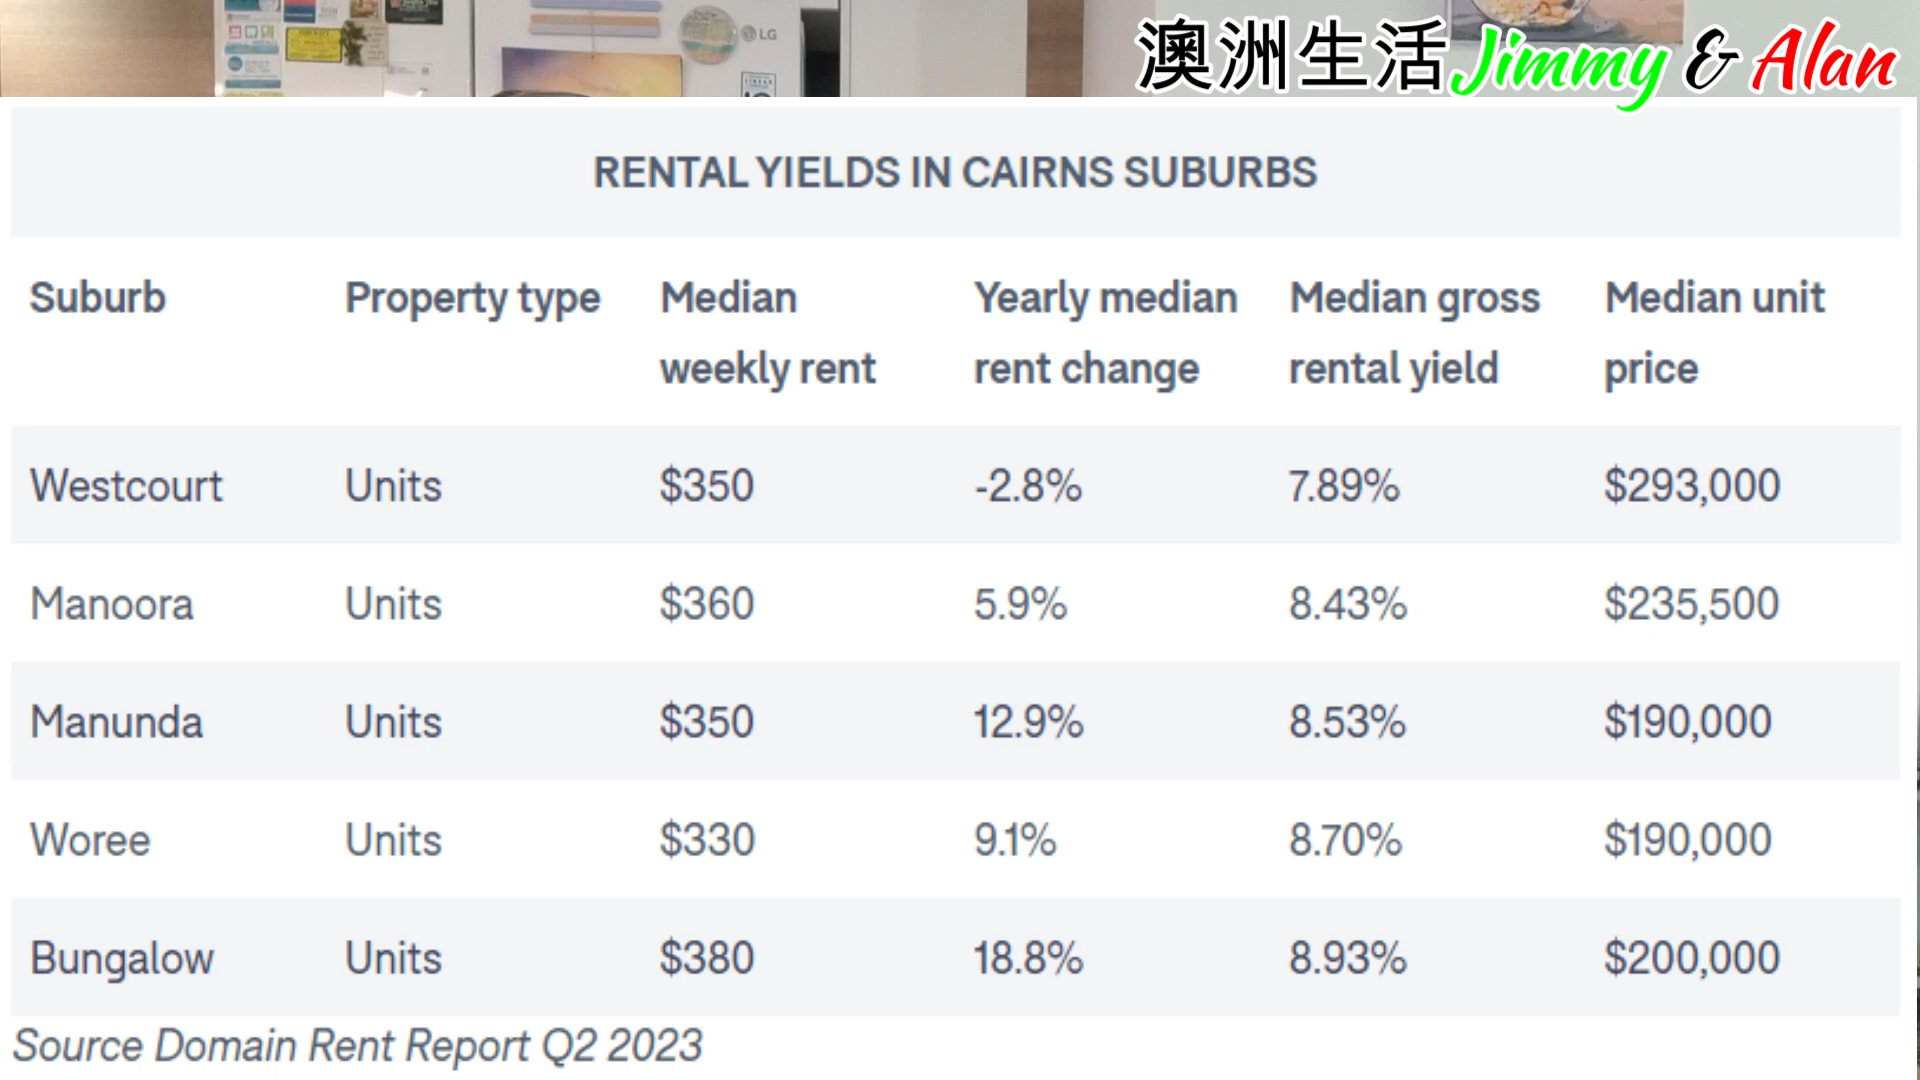 澳洲生活 Jimmy & Alan
LG
RENTAL YIELDS IN CAIRNS SUBURBS
Suburb Property type Median weekly rent Yearly median rent change Median gross rental yield Median unit price
Westcourt Units $350 -2.8% 7.89% $293,000
Manoora Units $360 5.9% 8.43% $235,500
Manunda Units $350 12.9% 8.53% $190,000
Woree Units $330 9.1% 8.70% $190,000
Bungalow Units $380 18.8% 8.93% $200,000
Source Domain Rent Report Q2 2023